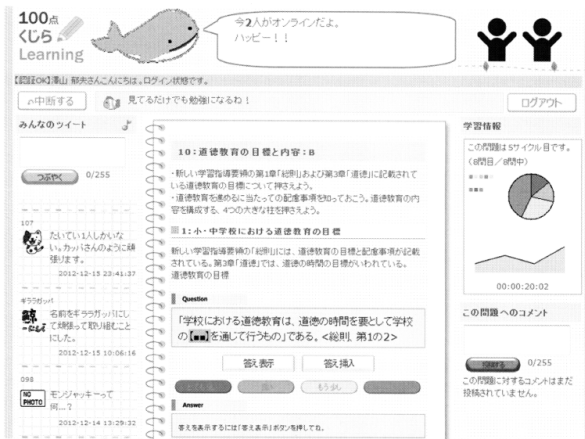 100点
くじら
Learning
今2人がオンラインだよ。
ハッピー！！
【認証OK】澤山 郁夫さんこんにちは。ログイン状態です。
中断する
見てるだけでも勉強になるね！
ログアウト
みんなのツイート
つぶやく
0/255
107
たいてい1人しかな
い。カッパさんのように頑
張ります。
2012-12-15 23:41:37
ギララガッパ
名前をギララガッパにし
て頑張って取り組むこと
にした。
2012-12-15 10:06:16
098
NO
PHOTO
モンジャッキーって
何....？
2012-12-14 13:29:32
10：道徳教育の目標と内容：B
・新しい学習指導要領の第1章「総則」および第3章「道徳」に記載されて
いる道徳教育の目標について押さえよう。
・道徳教育を進めるに当たっての配慮事項を知っておこう。道徳教育の内
容を構成する、4つの大きな柱を押さえよう。
1：小・中学校における道徳教育の目標
新しい学習指導要領の「総則」には、道徳教育の目標と配慮事項が記載
されている。第3章「道徳」では、道徳の時間の目標がいわれている。
道徳教育の目標
Question
「学校における道徳教育は、道徳の時間を要として学校
の【■■】を通じて行うもの」である。<総則、第1の2>
答え表示
答え挿入
もう少し
Answer
答えを表示するには「答え表示」ボタンを押してね。
学習情報
この問題は5サイクル目です。
(8問目/8問中)
00:00:20:02
この問題へのコメント
投稿する
0/255
この問題に対するコメントはまだ
投稿されていません。